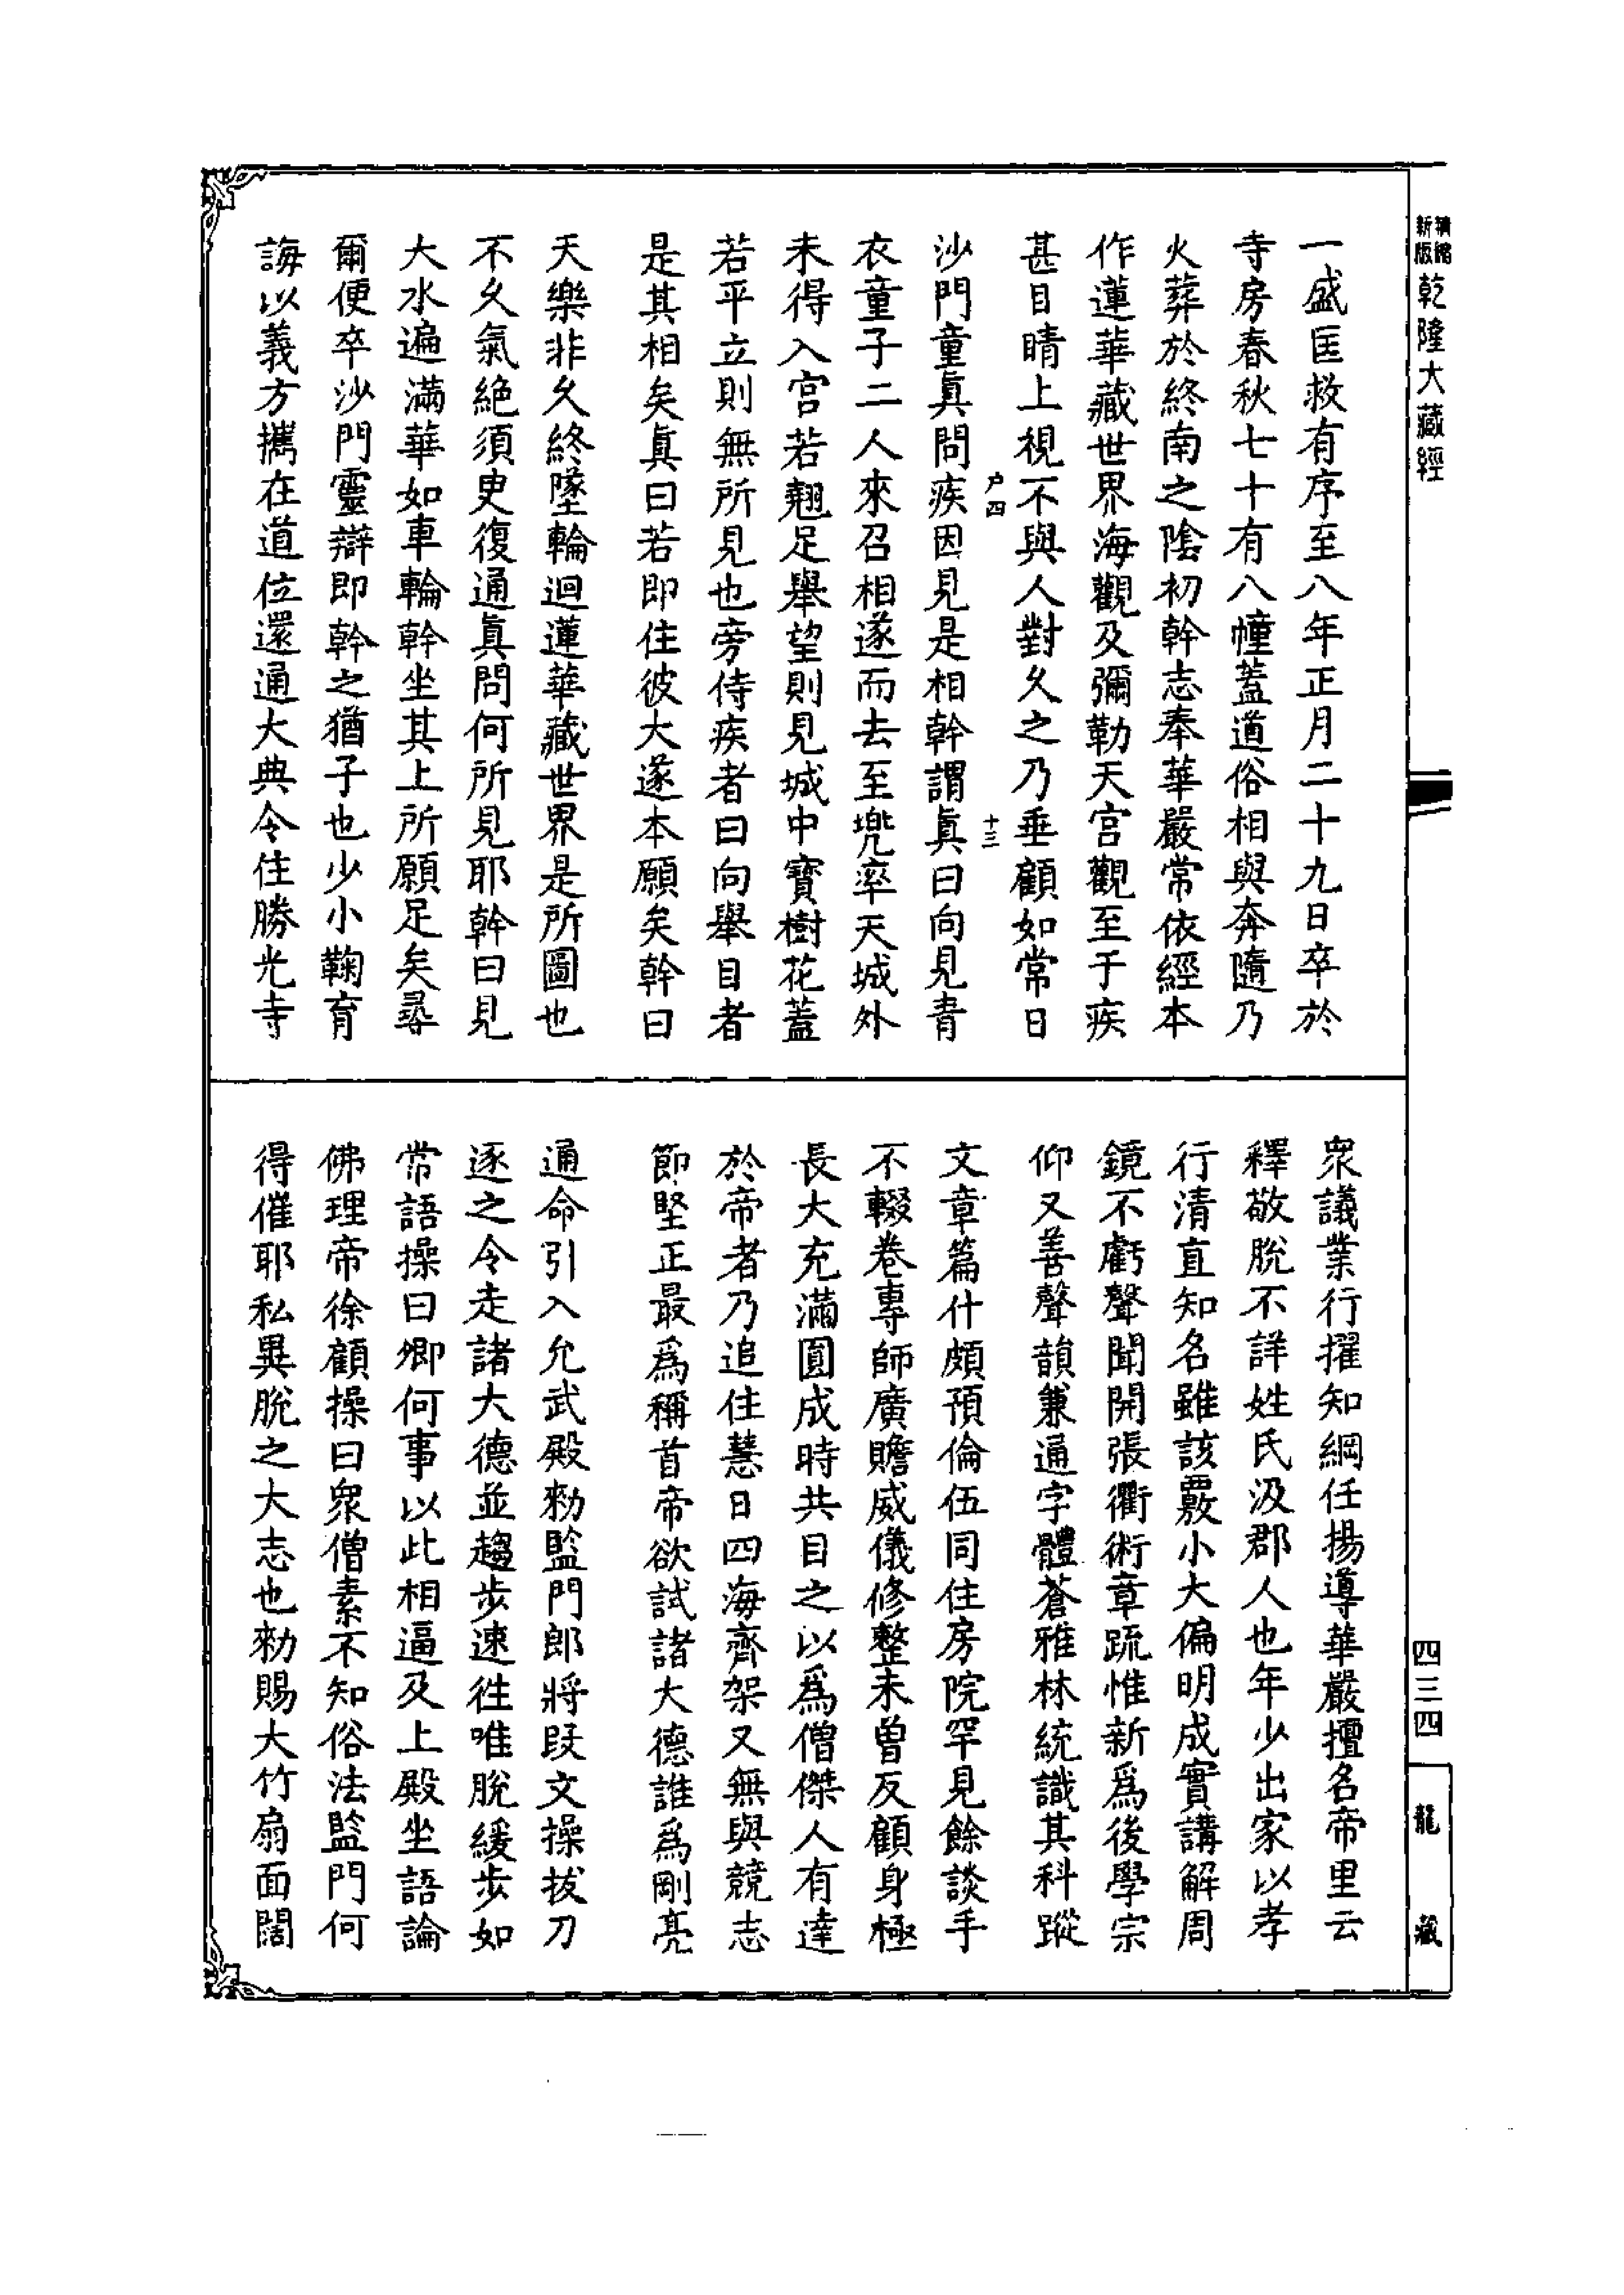 精縮
新版
乾隆大藏經
一盛匡救有序至八年正月二十九日卒於
寺房春秋七十有八幢蓋道俗相與奔隨乃
火葬於終南之陰初幹志奉華嚴常依經本
作蓮華藏世界海觀及彌勒天宮觀至于疾
甚目睛上視不與人對久之乃垂顧如常日
户四
十三
沙門童真問疾因見是相幹謂真曰向見青
衣童子二人來召相遂而去至兜率天城外
未得入宮若翹足舉望則見城中寶樹花蓋
若平立則無所見也旁侍疾者曰向舉目者
是其相矣真曰若即住彼大遂本願矣幹曰
天樂非久終墜輪迴蓮華藏世界是所圖也
不久氣絶須臾復通真問何所見耶幹曰見
大水遍滿華如車輪幹坐其上所願足矣尋
爾便卒沙門靈辯即幹之猶子也少小鞠育
誨以義方攜在道位還通大典令住勝光寺
衆議業行擢知綱任揚導華嚴擅名帝里云
釋敬脫不詳姓氏汲郡人也年少出家以孝
行清直知名雖該覈小大偏明成實講解周
鏡不虧聲聞開張衢術章疏惟新爲後學宗
仰又善聲韻兼通字體蒼雅林統識其科蹤
文章篇什頗預倫伍同住房院罕見餘談手
不輟卷專師廣贍威儀修整未曾反顧身極
長大充滿圓成時共目之以爲僧傑人有達
於帝者乃追住慧日四海齊架又無與競志
節堅正最爲稱首帝欲試諸大德誰爲剛亮
通命引入允武殿勑監門郎將段文操拔刀
逐之令走諸大德並趨步速往唯脫緩步如
常語操曰卿何事以此相逼及上殿坐語論
佛理帝徐顧操曰衆僧素不知俗法監門何
得催耶私異脫之大志也勑賜大竹扇面闊
四三四
龍藏